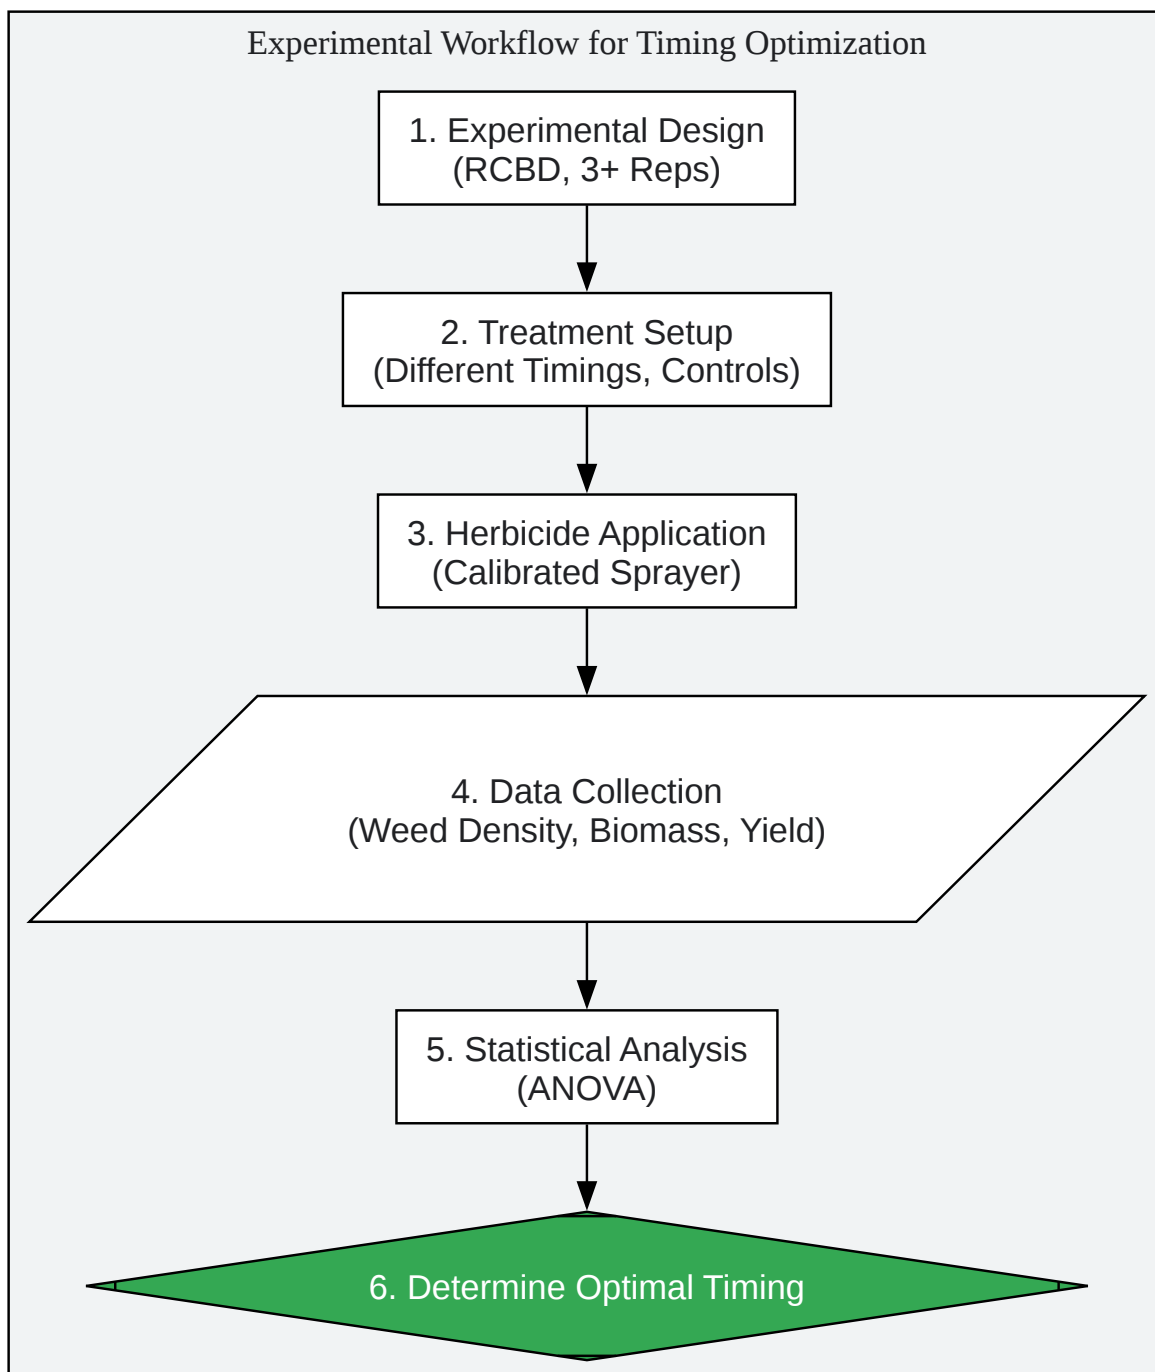 Experimental Workflow for Timing Optimization
1. Experimental Design
(RCBD, 3+ Reps)
2. Treatment Setup
(Different Timings, Controls)
3. Herbicide Application
(Calibrated Sprayer)
4. Data Collection
(Weed Density, Biomass, Yield)
5. Statistical Analysis
(ANOVA)
6. Determine Optimal Timing